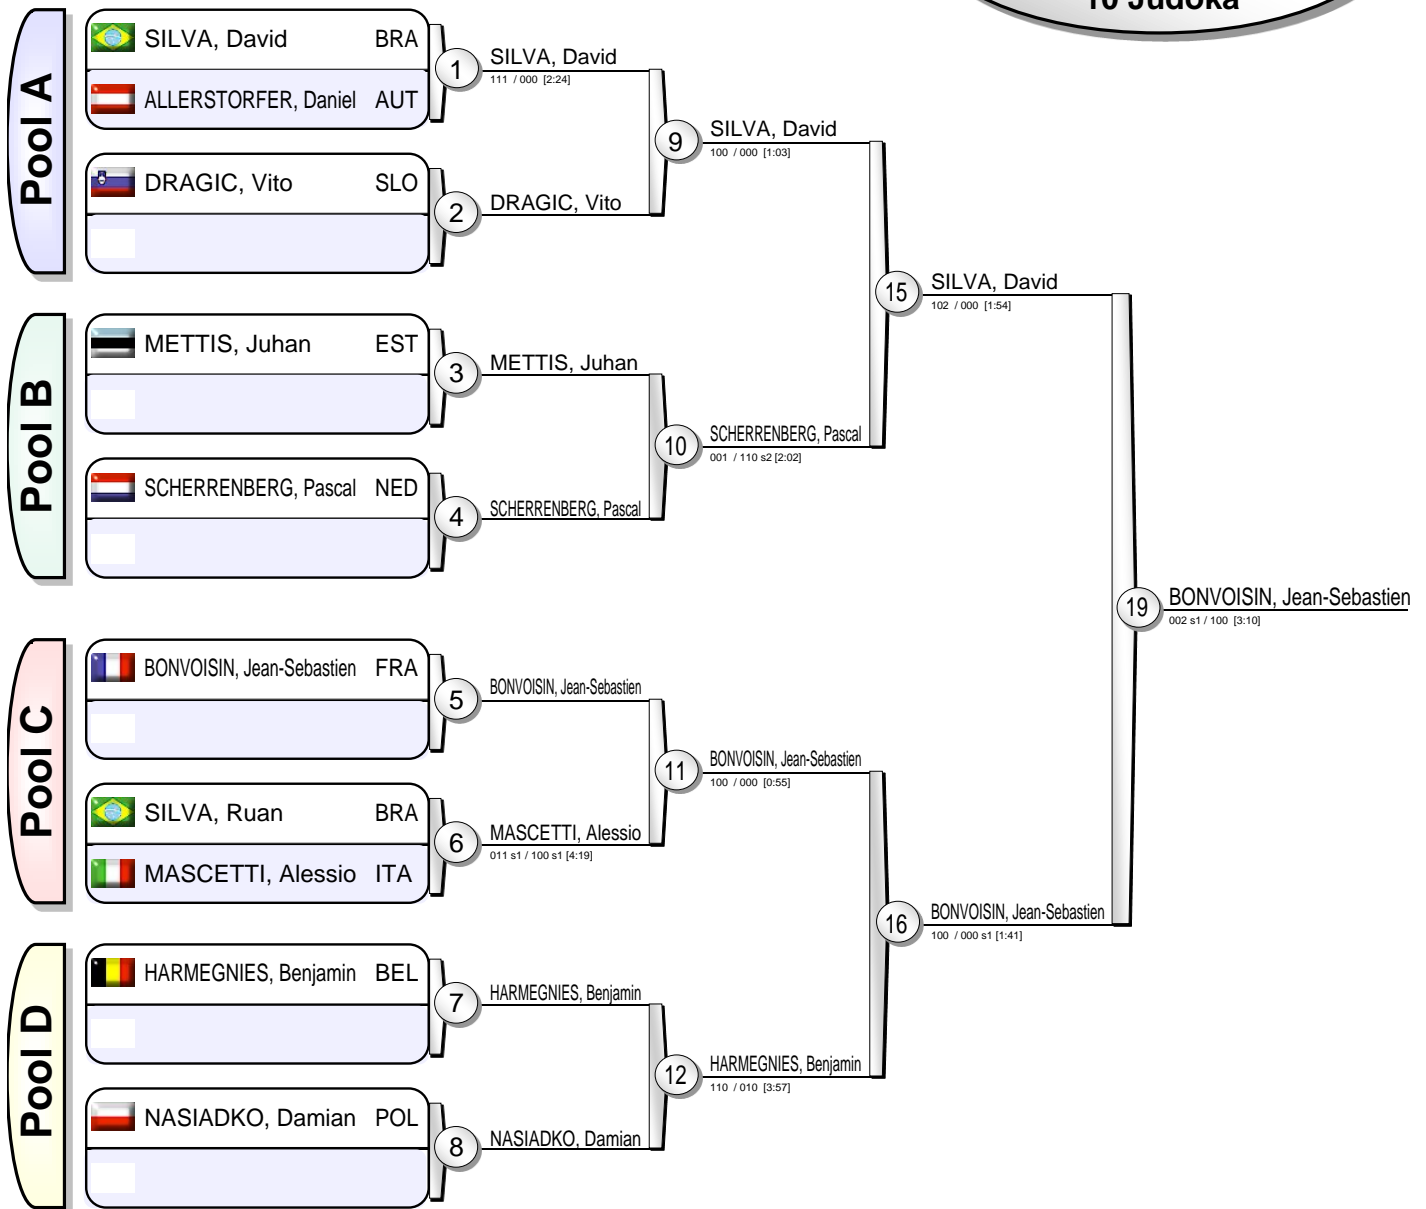 10 Judoka
Pool A
SILVA, David BRA
ALLERSTORFER, Daniel AUT
DRAGIC, Vito SLO
1
SILVA, David
111 / 000 [2:24]
2
DRAGIC, Vito
9
SILVA, David
100 / 000 [1:03]
Pool B
METTIS, Juhan EST
SCHERRENBERG, Pascal NED
3
METTIS, Juhan
4
SCHERRENBERG, Pascal
10
SCHERRENBERG, Pascal
001 / 110 s2 [2:02]
15
SILVA, David
102 / 000 [1:54]
Pool C
BONVOISIN, Jean-Sebastien FRA
SILVA, Ruan BRA
MASCETTI, Alessio ITA
5
BONVOISIN, Jean-Sebastien
6
MASCETTI, Alessio
011 s1 / 100 s1 [4:19]
11
BONVOISIN, Jean-Sebastien
100 / 000 [0:55]
Pool D
HARMEGNIES, Benjamin BEL
NASIADKO, Damian POL
7
HARMEGNIES, Benjamin
8
NASIADKO, Damian
12
HARMEGNIES, Benjamin
110 / 010 [3:57]
16
BONVOISIN, Jean-Sebastien
100 / 000 s1 [1:41]
19
BONVOISIN, Jean-Sebastien
002 s1 / 100 [3:10]